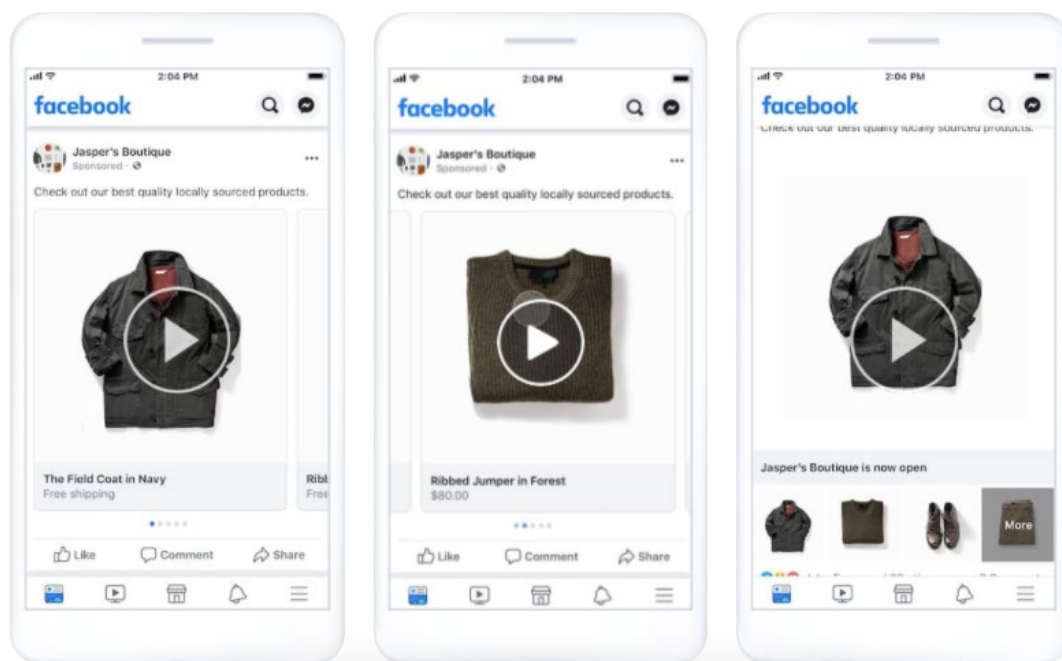 2:04 PM
facebook
Jasper's Boutique
Sponsored ·
Check out our best quality locally sourced products.
The Field Coat in Navy
Free shipping
Ribb
Free
Like
Comment
Share
2:04 PM
facebook
Jasper's Boutique
Sponsored ·
Check out our best quality locally sourced products.
Ribbed Jumper in Forest
$80.00
Like
Comment
Share
2:04 PM
facebook
Check out our best quality locally sourced products.
Jasper's Boutique is now open
More